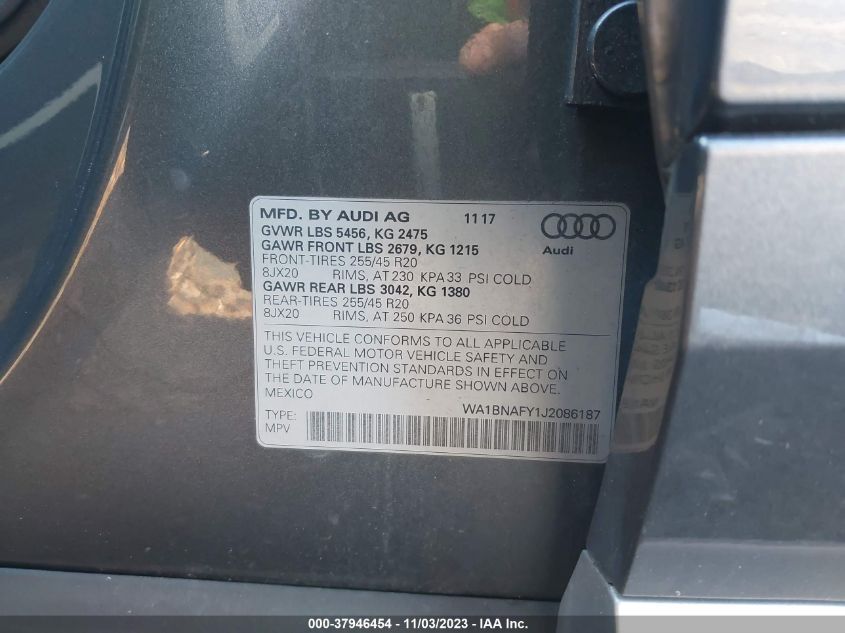 MFD. BY AUDI AG 11 17
GVWR LBS 5456, KG 2475
GAWR FRONT LBS 2679, KG 1215
FRONT-TIRES 255/45 R20
8JX20 RIMS, AT 230 KPA 33 PSI COLD
GAWR REAR LBS 3042, KG 1380
REAR-TIRES 255/45 R20
8JX20 RIMS, AT 250 KPA 36 PSI COLD
Audi
THIS VEHICLE CONFORMS TO ALL APPLICABLE
U.S. FEDERAL MOTOR VEHICLE SAFETY AND
THEFT PREVENTION STANDARDS IN EFFECT ON
THE DATE OF MANUFACTURE SHOWN ABOVE.
MEXICO
WA1BNAFY1J2086187
TYPE:
MPV
000-37946454 - 11/03/2023 - IAA Inc.